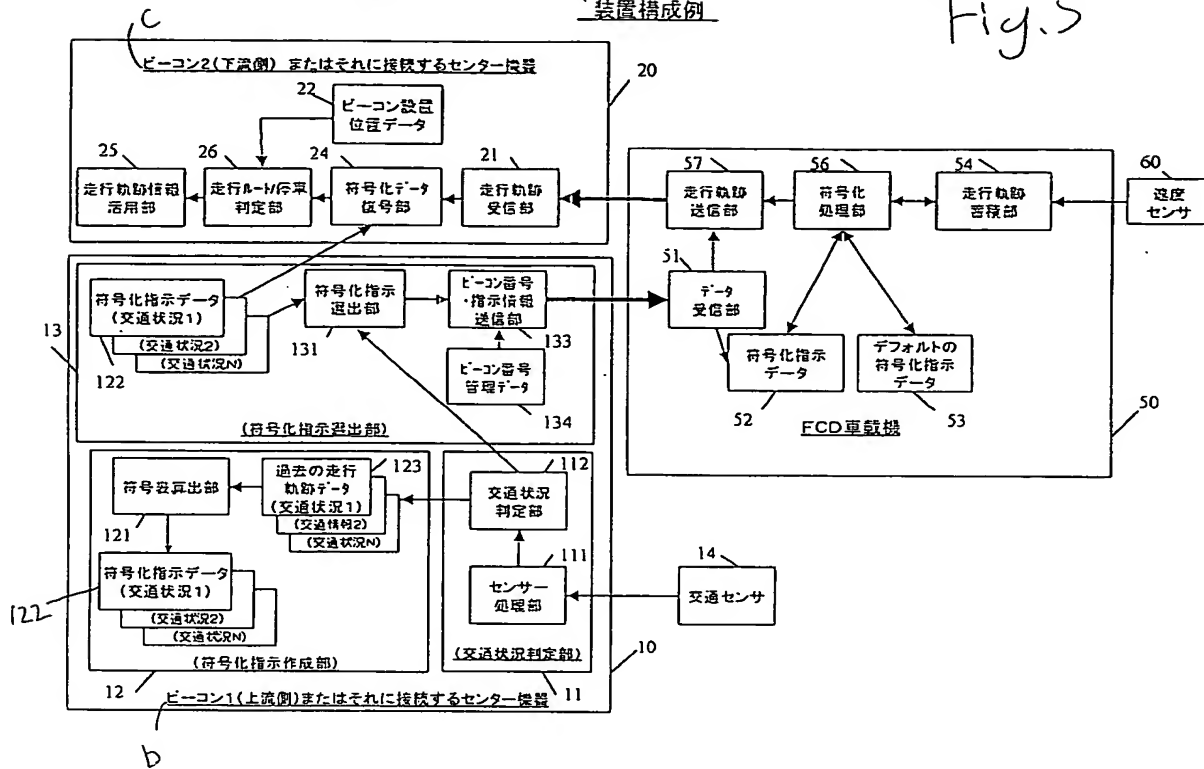 装置構成例
Fig.5
c
ビーコン2(下流側) またはそれに接続するセンター機器
20
22
ビーコン設置
位置データ
25
走行軌跡情報
活用部
26
走行ルート/停車
判定部
24
符号化データ
復号部
21
走行軌跡
受信部
57
走行軌跡
送信部
56
符号化
処理部
54
走行軌跡
蓄積部
60
速度
センサ
51
データ
受信部
符号化指示
データ
52
デフォルトの
符号化指示
データ
53
FCD車載機
50
13
符号化指示データ
(交通状況1)
(交通状況2)
(交通状況N)
122
符号化指示
選出部
131
ビーコン番号
・指示情報
送信部
133
ビーコン番号
管理データ
134
(符号化指示選出部)
符号表算出部
121
123
過去の走行
軌跡データ
(交通状況1)
(交通情報2)
(交通状況N)
112
交通状況
判定部
111
センサー
処理部
14
交通センサ
符号化指示データ
(交通状況1)
(交通状況2)
(交通状況N)
122
(符号化指示作成部)
12
(交通状況判定部)
11
10
ビーコン1(上流側)またはそれに接続するセンター機器
b